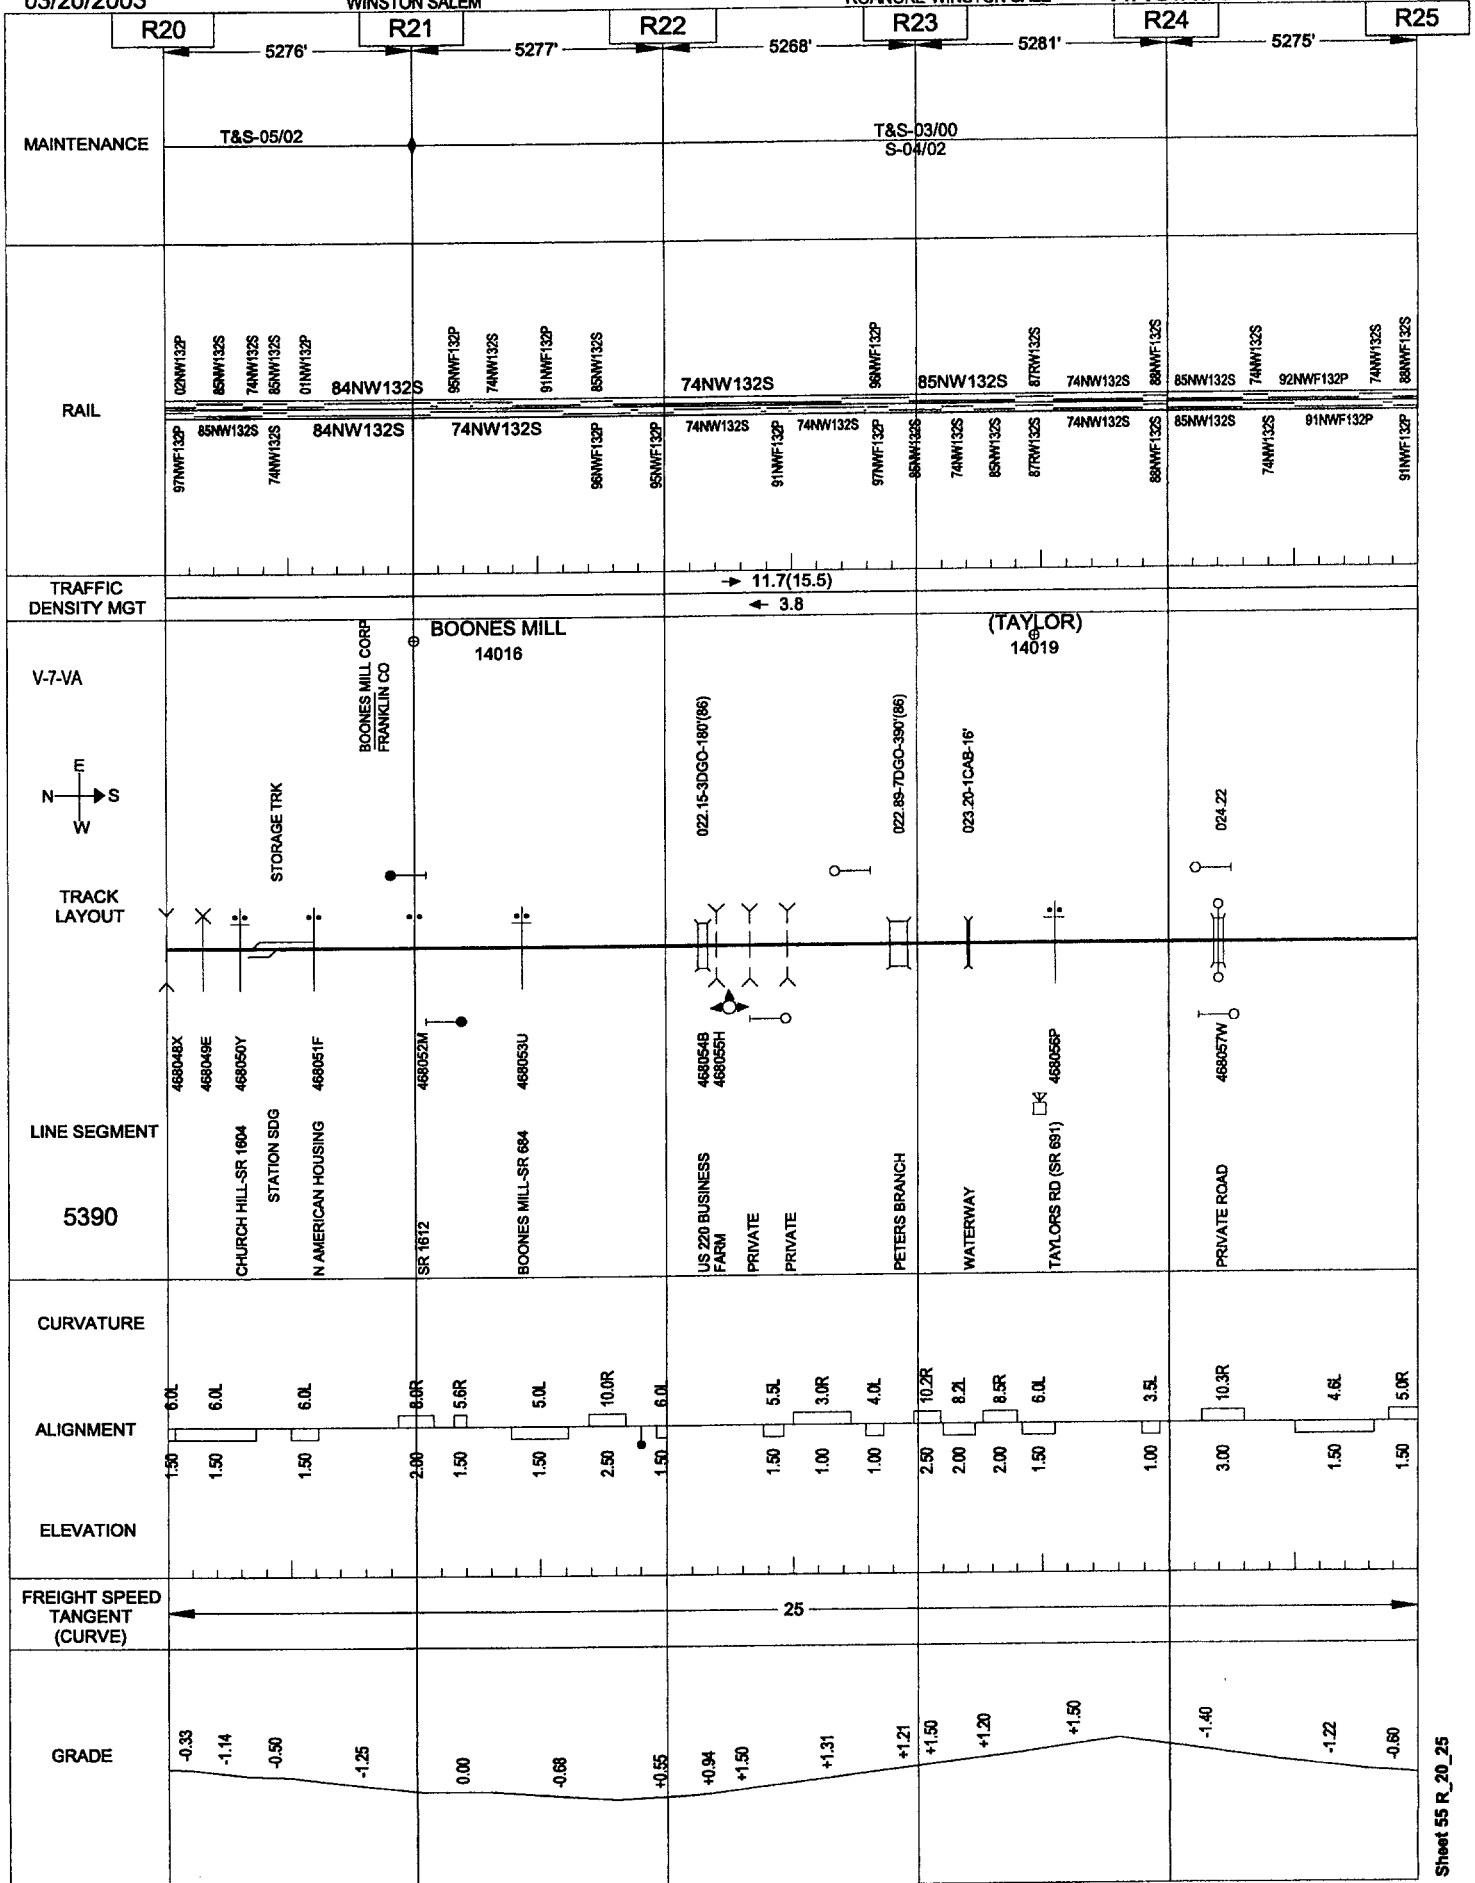 03/20/2003
WINSTON SALEM
R20
R21
R22
R23
R24
R25
5276'
5277'
5268'
5281'
5275'
MAINTENANCE
T&S-05/02
T&S-03/00
S-04/02
RAIL
02NW132P
85NW132S
74NW132S
85NW132S
01NW132P
84NW132S
95NWF132P
74NW132S
91NWF132P
85NW132S
74NW132S
96NWF132P
85NW132S
87RW132S
74NW132S
88NWF132S
85NW132S
74NW132S
92NWF132P
74NW132S
88NWF132S
97NWF132P
85NW132S
74NW132S
84NW132S
74NW132S
96NWF132P
95NWF132P
74NW132S
91NWF132P
74NW132S
97NWF132P
85NW132S
74NW132S
85NW132S
87RW132S
74NW132S
88NWF132S
85NW132S
74NW132S
91NWF132P
91NWF132P
TRAFFIC
DENSITY MGT
11.7(15.5)
3.8
V-7-VA
BOONES MILL CORP
FRANKLIN CO
BOONES MILL
14016
(TAYLOR)
14019
E
N S
W
STORAGE TRK
022.15-3DGO-180'(86)
022.89-7DGO-390'(86)
023.20-1CAB-16'
024.22
TRACK
LAYOUT
468048X
468049E
468050Y
468051F
468052M
468053U
468054B
468055H
468056P
468057W
LINE SEGMENT
5390
CHURCH HILL-SR 1604
STATION SDG
N AMERICAN HOUSING
SR 1612
BOONES MILL-SR 684
US 220 BUSINESS
FARM
PRIVATE
PRIVATE
PETERS BRANCH
WATERWAY
TAYLORS RD (SR 691)
PRIVATE ROAD
CURVATURE
6.0L
6.0L
6.0L
8.0R
5.6R
5.0L
10.0R
6.0L
5.5L
3.0R
4.0L
10.2R
8.2L
8.5R
6.0L
3.5L
10.3R
4.6L
5.0R
ALIGNMENT
1.50
1.50
1.50
2.00
1.50
1.50
2.50
1.50
1.50
1.00
1.00
2.50
2.00
2.00
1.50
1.00
3.00
1.50
1.50
ELEVATION
FREIGHT SPEED
TANGENT
(CURVE)
25
GRADE
-0.33
-1.14
-0.50
-1.25
0.00
-0.68
+0.55
+0.94
+1.50
+1.31
+1.21
+1.50
+1.20
+1.50
-1.40
-1.22
-0.60
Sheet 55 R_20_25